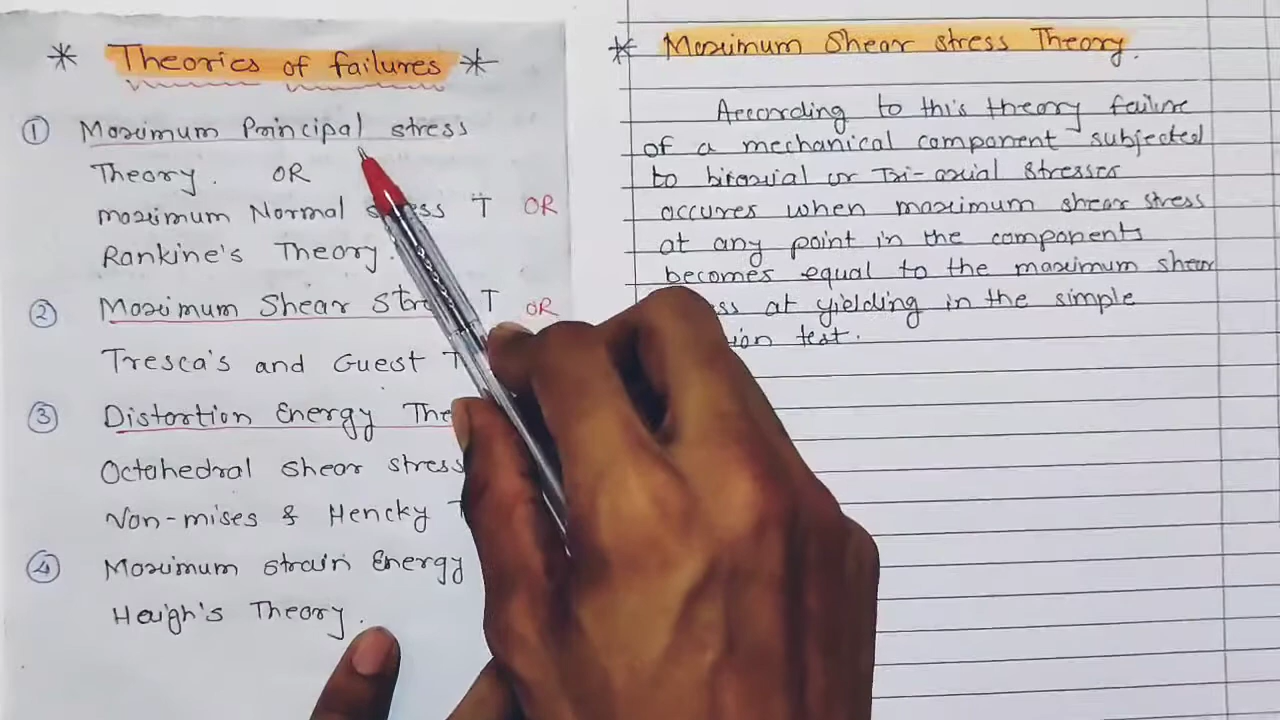 * Theories of failures *
① Maximum Principal stress
Theory. OR
maximum Normal T OR
Rankine's Theory.
② Maximum Shear T OR
Tresca's and Guest T
③ Distortion Energy
Octahedral shear stress
Von-mises & Hencky
④ Maximum strain Energy
Heigh's Theory.
* Maximum Shear stress Theory.
According to this theory failure
of a mechanical component subjected
to biaxial or Tri-axial stresses
occures when maximum shear stress
at any point in the components
becomes equal to the maximum shear
at yielding in the simple
test.